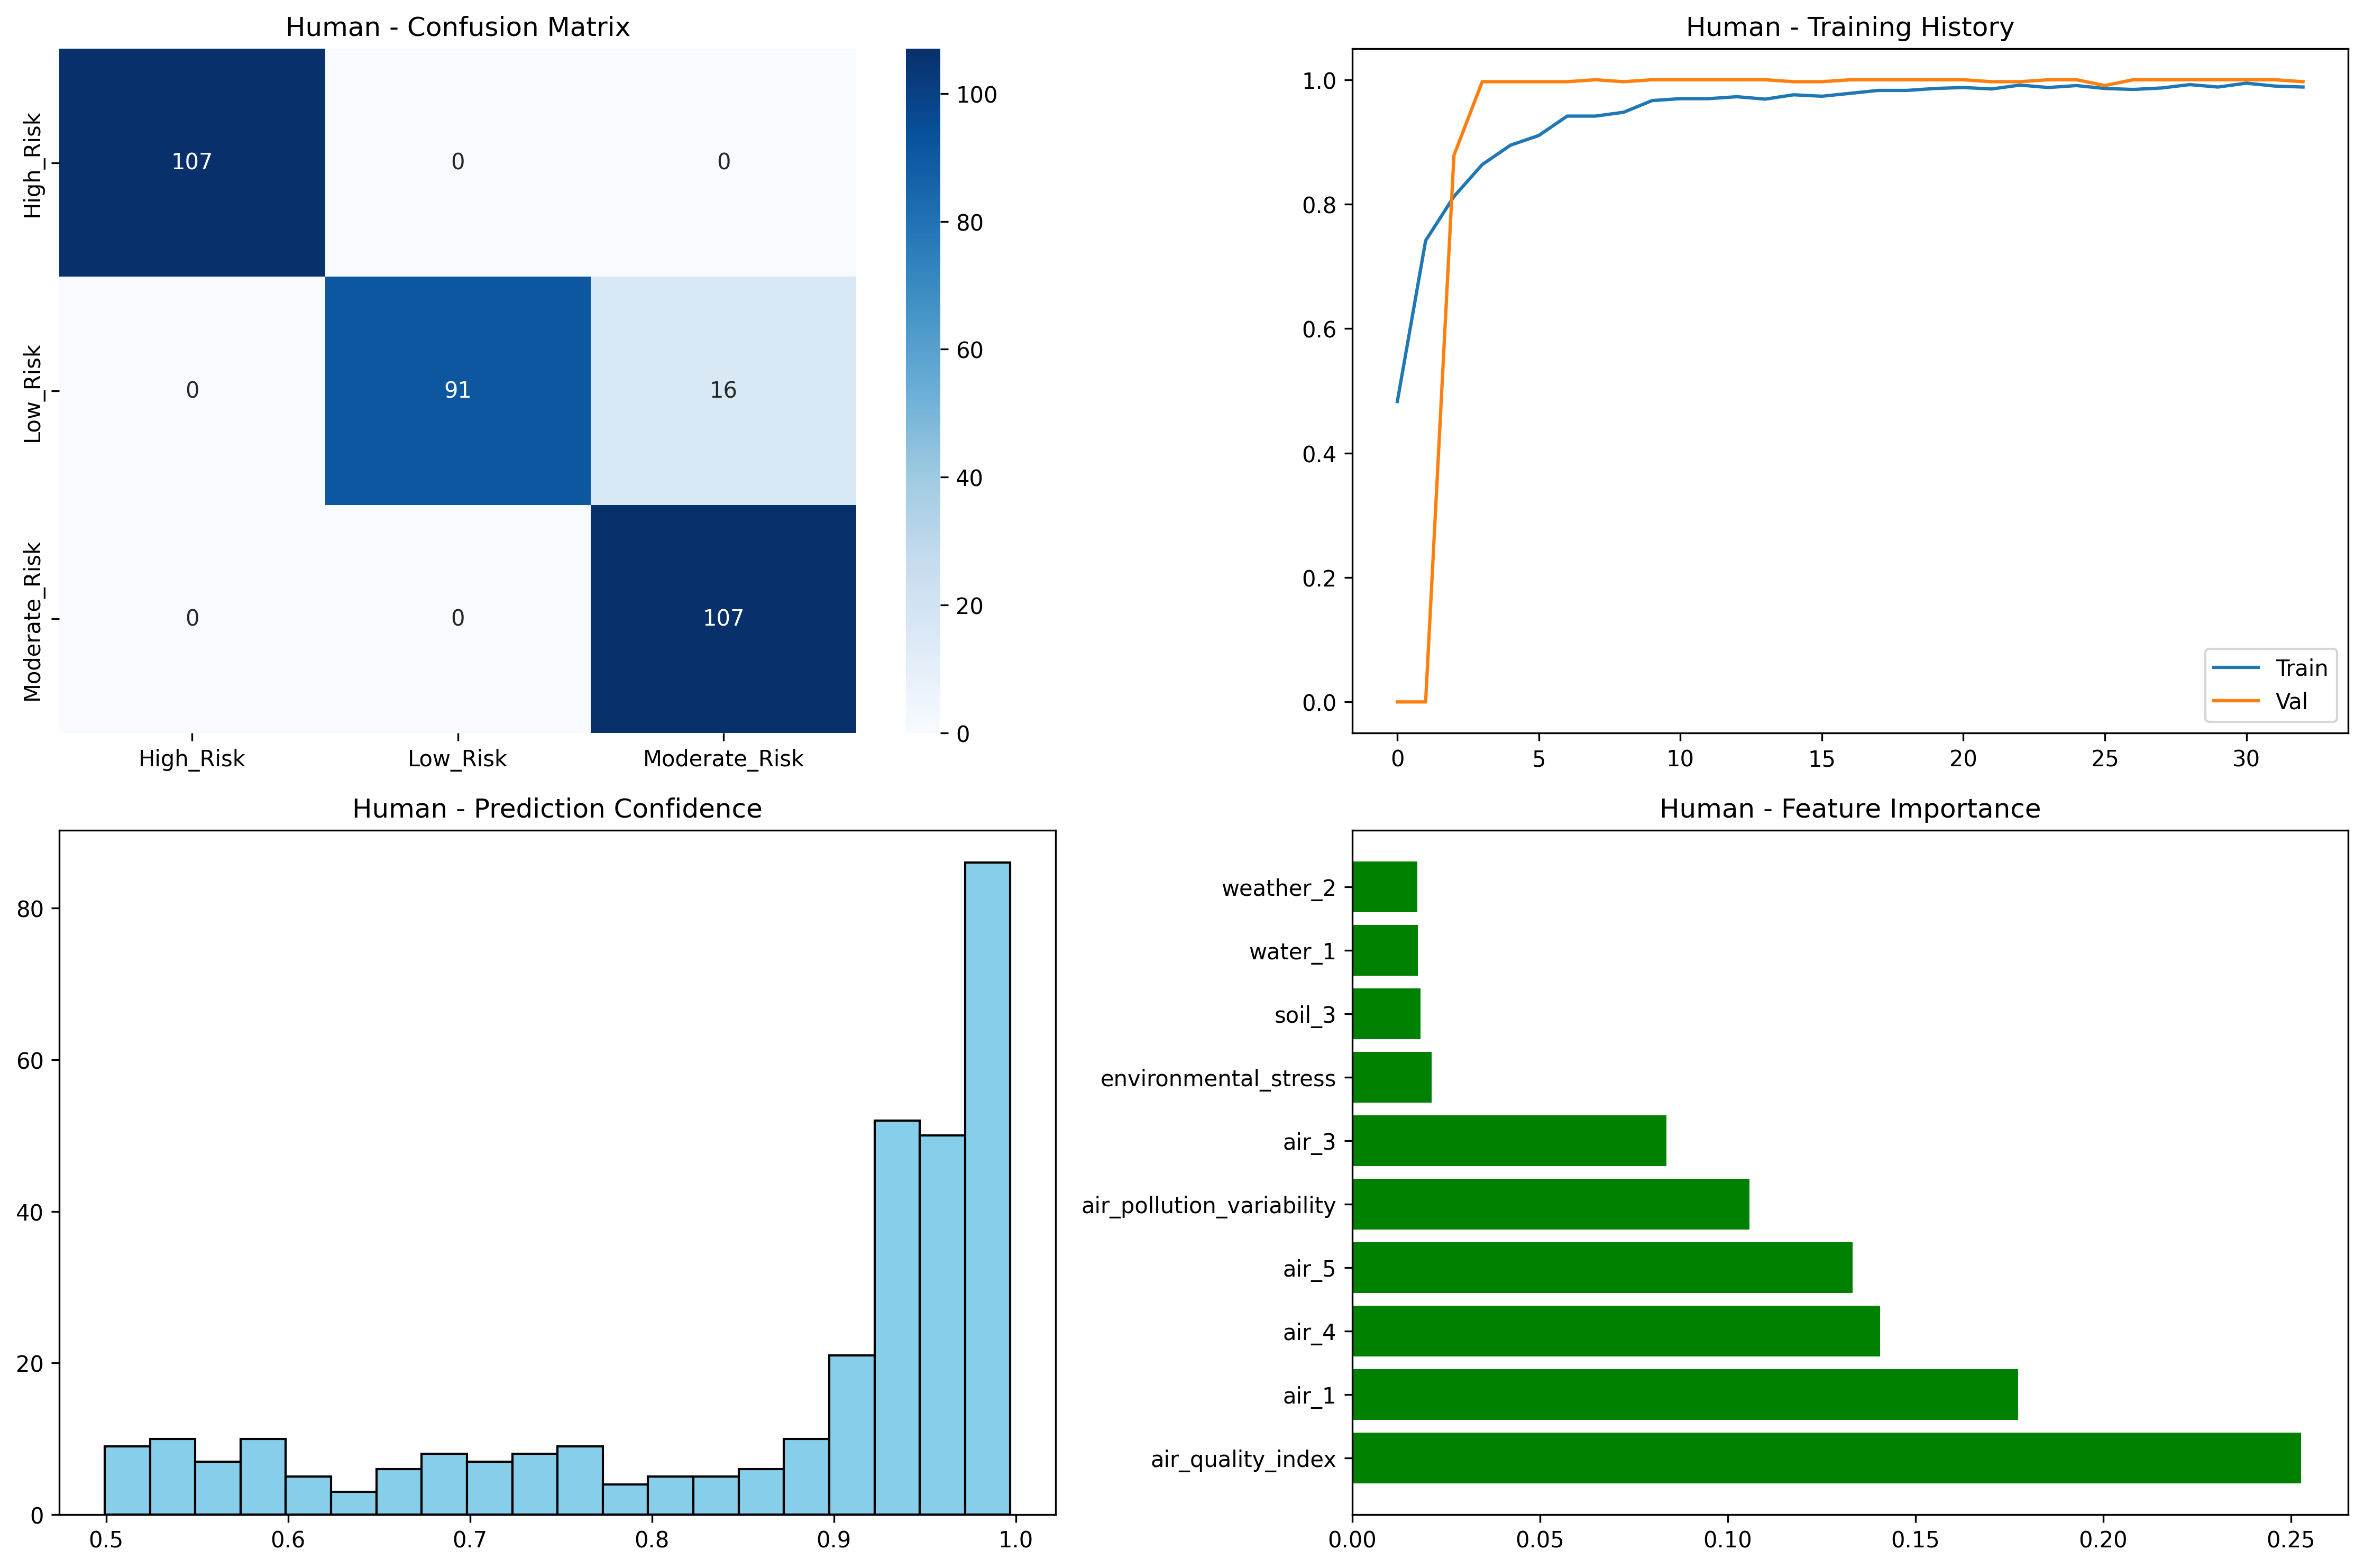 Human - Confusion Matrix
High_Risk
Low_Risk
Moderate_Risk
107
0
0
0
91
16
0
0
107
High_Risk
Low_Risk
Moderate_Risk
100
80
60
40
20
0
Human - Training History
1.0
0.8
0.6
0.4
0.2
0.0
0
5
10
15
20
25
30
Train
Val
Human - Prediction Confidence
80
60
40
20
0
0.5
0.6
0.7
0.8
0.9
1.0
Human - Feature Importance
weather_2
water_1
soil_3
environmental_stress
air_3
air_pollution_variability
air_5
air_4
air_1
air_quality_index
0.00
0.05
0.10
0.15
0.20
0.25